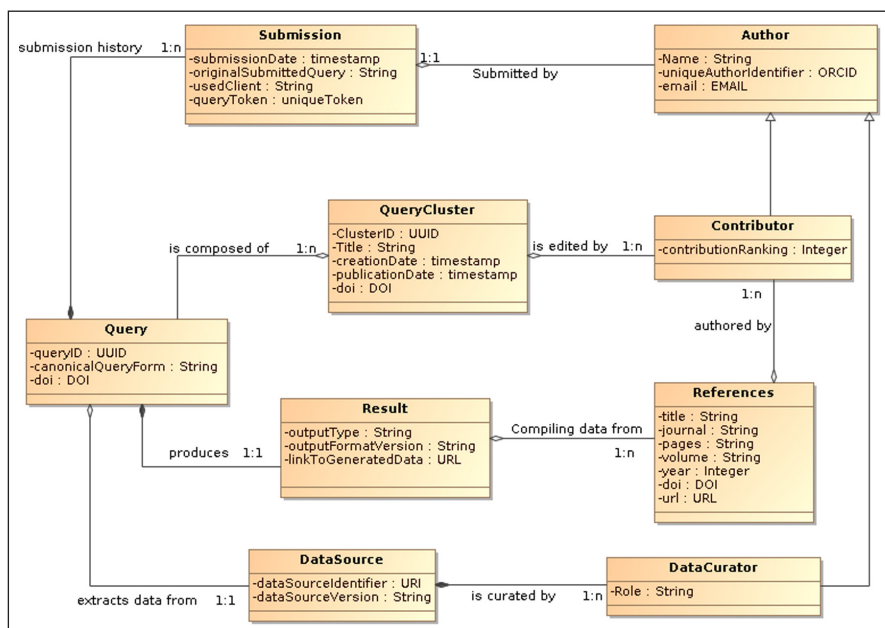 submission history 1:n
Submission
-submissionDate : timestamp
-originalSubmittedQuery : String
-usedClient : String
-queryToken : uniqueToken
1:1
Submitted by
Author
-Name : String
-uniqueAuthorIdentifier : ORCID
-email : EMAIL
is composed of 1:n
QueryCluster
-ClusterID : UUID
-Title : String
-creationDate : timestamp
-publicationDate : timestamp
-doi : DOI
is edited by 1:n
Contributor
-contributionRanking : Integer
1:n
authored by
Query
-queryID : UUID
-canonicalQueryForm : String
-doi : DOI
produces 1:1
Result
-outputType : String
-outputFormatVersion : String
-linkToGeneratedData : URL
Compiling data from
1:n
References
-title : String
-journal : String
-pages : String
-volume : String
-year : Integer
-doi : DOI
-url : URL
extracts data from 1:1
DataSource
-dataSourceIdentifier : URI
-dataSourceVersion : String
is curated by 1:n
DataCurator
-Role : String